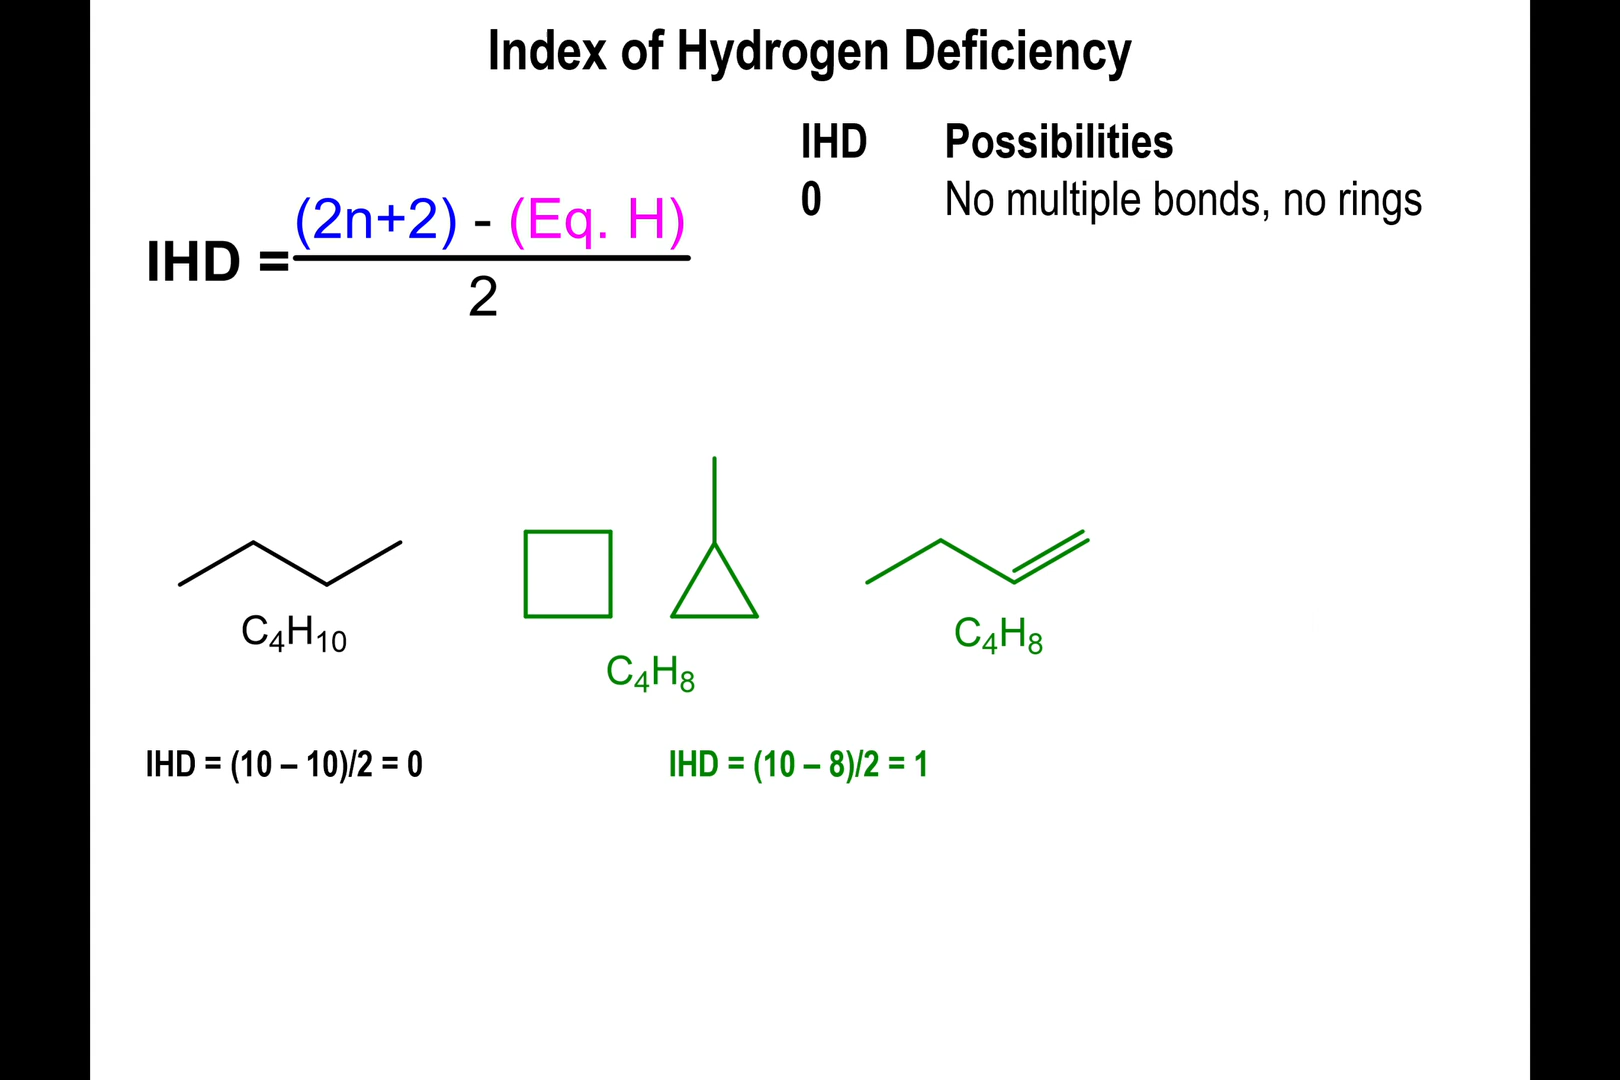 Index of Hydrogen Deficiency
IHD Possibilities
0 No multiple bonds, no rings
IHD = (2n+2) - (Eq. H)
2
C₄H₁₀
C₄H₈
C₄H₈
IHD = (10 – 10)/2 = 0
IHD = (10 – 8)/2 = 1